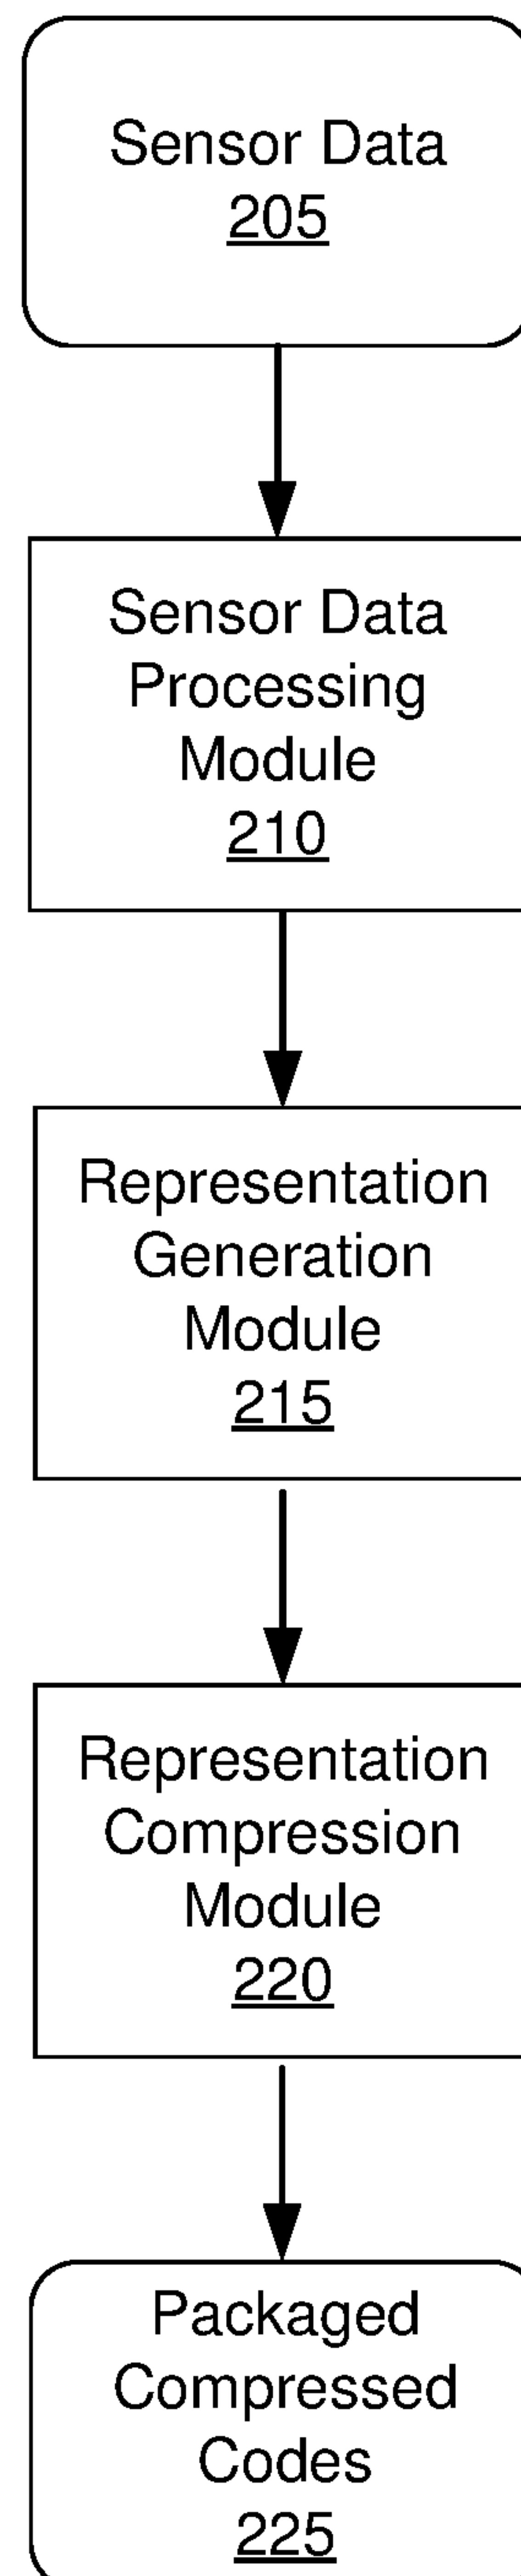 Sensor Data
205
Sensor Data
Processing
Module
210
Representation
Generation
Module
215
Representation
Compression
Module
220
Packaged
Compressed
Codes
225